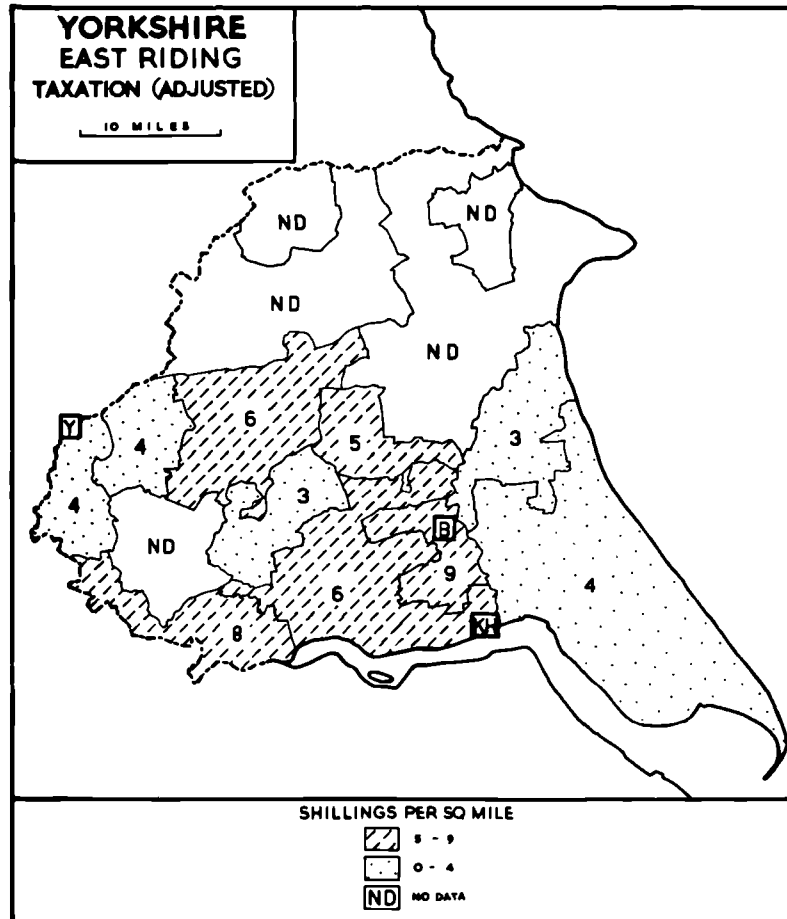 YORKSHIRE
EAST RIDING
TAXATION (ADJUSTED)
10 MILES
ND
ND
ND
ND
Y
4
6
5
3
4
3
ND
B
9
4
6
KH
8
SHILLINGS PER SQ MILE
5 - 9
0 - 4
ND NO DATA